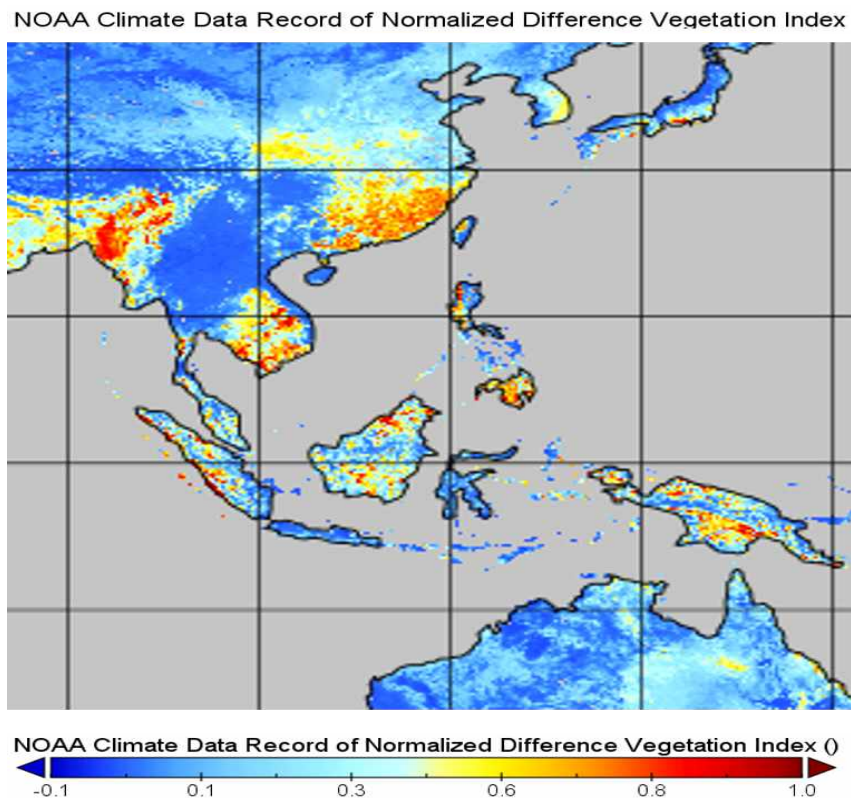 NOAA Climate Data Record of Normalized Difference Vegetation Index
NOAA Climate Data Record of Normalized Difference Vegetation Index ()
-0.1 0.1 0.3 0.6 0.8 1.0